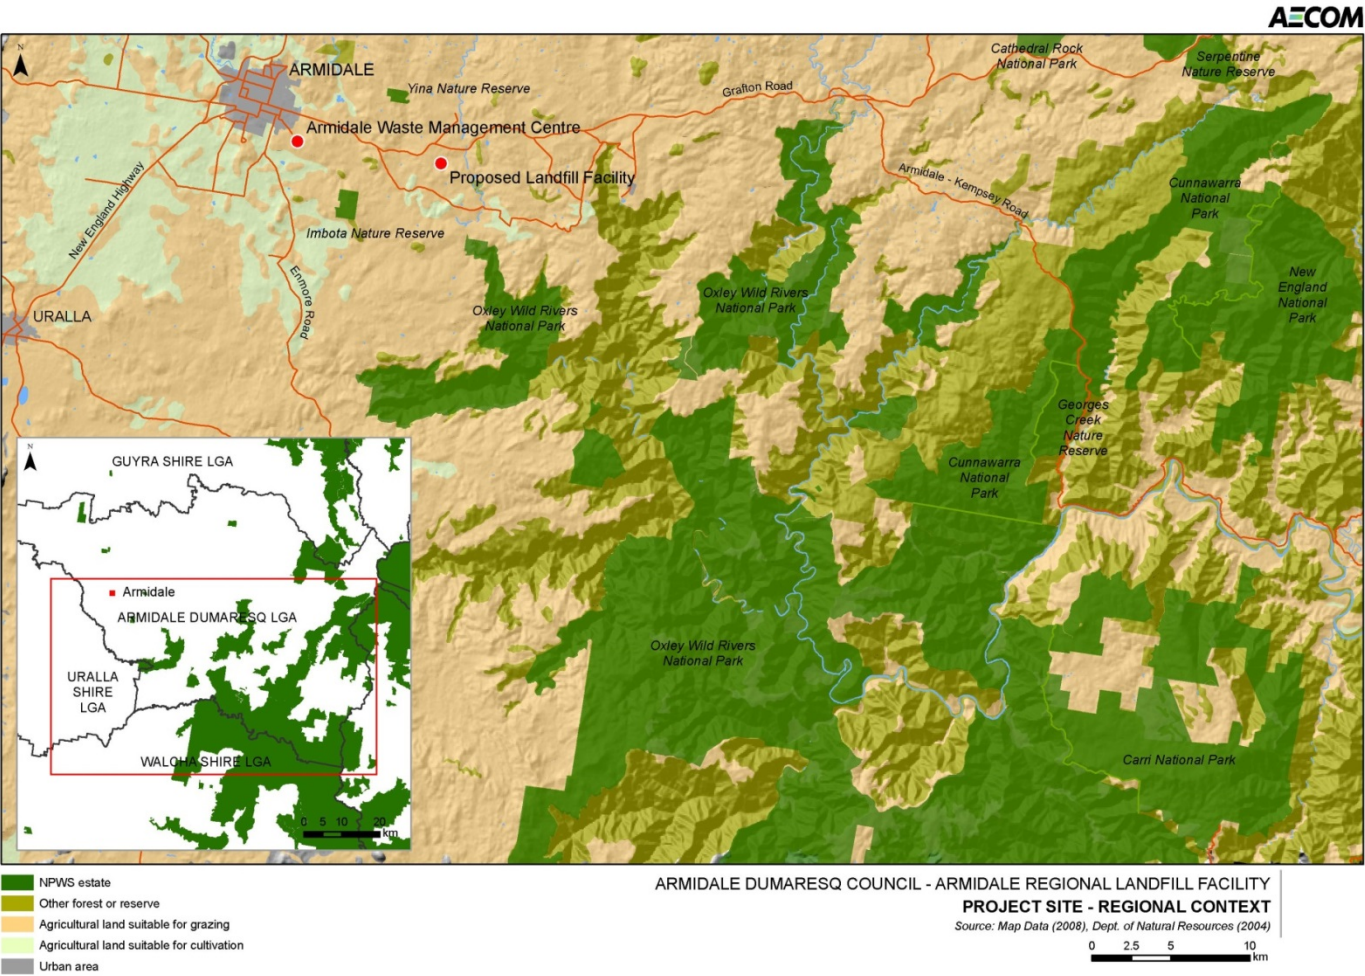 AECOM
N
ARMIDALE
Yina Nature Reserve
Cathedral Rock
National Park
Serpentine
Nature Reserve
Grafton Road
Armidale Waste Management Centre
Proposed Landfill Facility
Armidale - Kempsey Road
New England Highway
Imbota Nature Reserve
Enmore Road
Cunnawarra
National
Park
New
England
National
Park
URALLA
Oxley Wild Rivers
National Park
Oxley Wild Rivers
National Park
Georges
Creek
Nature
Reserve
Cunnawarra
National
Park
Oxley Wild Rivers
National Park
Carri National Park
N
GUYRA SHIRE LGA
Armidale
ARMIDALE DUMARESQ LGA
URALLA
SHIRE
LGA
WALCHA SHIRE LGA
0 5 10 20
km
NPWS estate
Other forest or reserve
Agricultural land suitable for grazing
Agricultural land suitable for cultivation
Urban area
ARMIDALE DUMARESQ COUNCIL - ARMIDALE REGIONAL LANDFILL FACILITY
PROJECT SITE - REGIONAL CONTEXT
Source: Map Data (2008), Dept. of Natural Resources (2004)
0 2.5 5 10
km